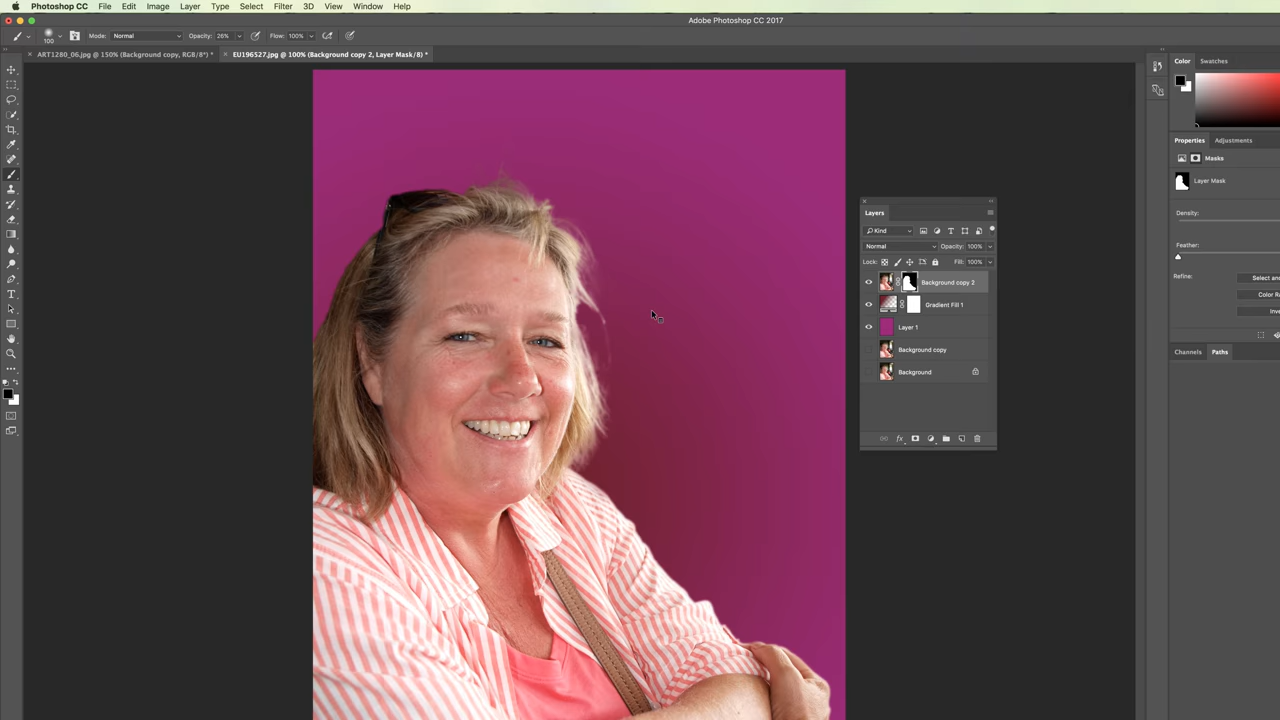 Photoshop CC File Edit Image Layer Type Select Filter 3D View Window Help
Adobe Photoshop CC 2017
100 Mode: Normal Opacity: 26% Flow: 100%
ART1280_06.jpg @ 150% (Background copy, RGB/8*) *
EU196527.jpg @ 100% (Background copy 2, Layer Mask/8) *
Color Swatches
Properties Adjustments
Masks
Layer Mask
Density:
Feather:
Refine:
Select and
Color Ra
Inve
Channels Paths
Layers
Kind
Normal Opacity: 100%
Lock: Fill: 100%
Background copy 2
Gradient Fill 1
Layer 1
Background copy
Background